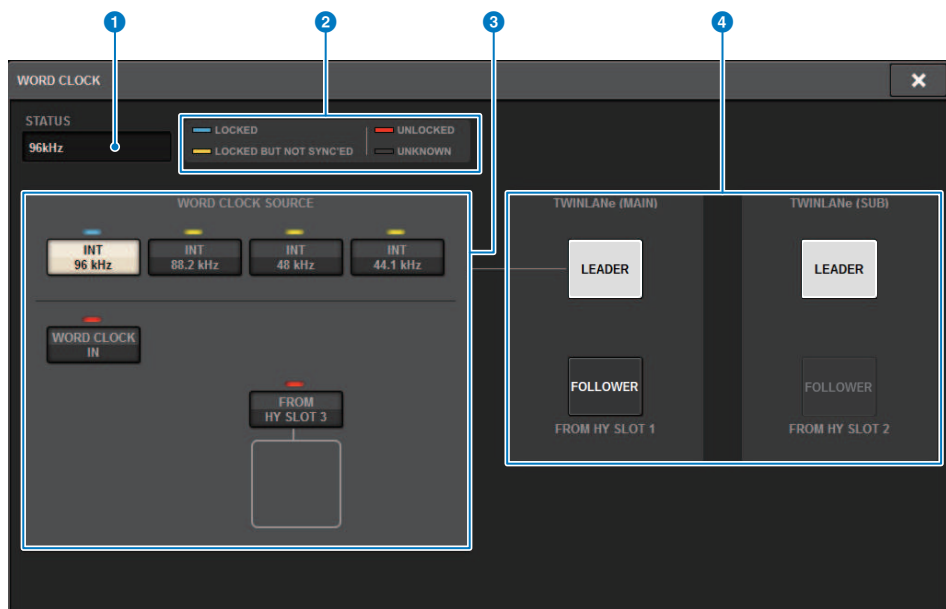 1
2
3
4
WORD CLOCK
STATUS
96kHz
LOCKED
UNLOCKED
LOCKED BUT NOT SYNC'ED
UNKNOWN
WORD CLOCK SOURCE
INT
96 kHz
INT
88.2 kHz
INT
48 kHz
INT
44.1 kHz
WORD CLOCK
IN
FROM
HY SLOT 3
TWINLANe (MAIN)
TWINLANe (SUB)
LEADER
LEADER
FOLLOWER
FOLLOWER
FROM HY SLOT 1
FROM HY SLOT 2